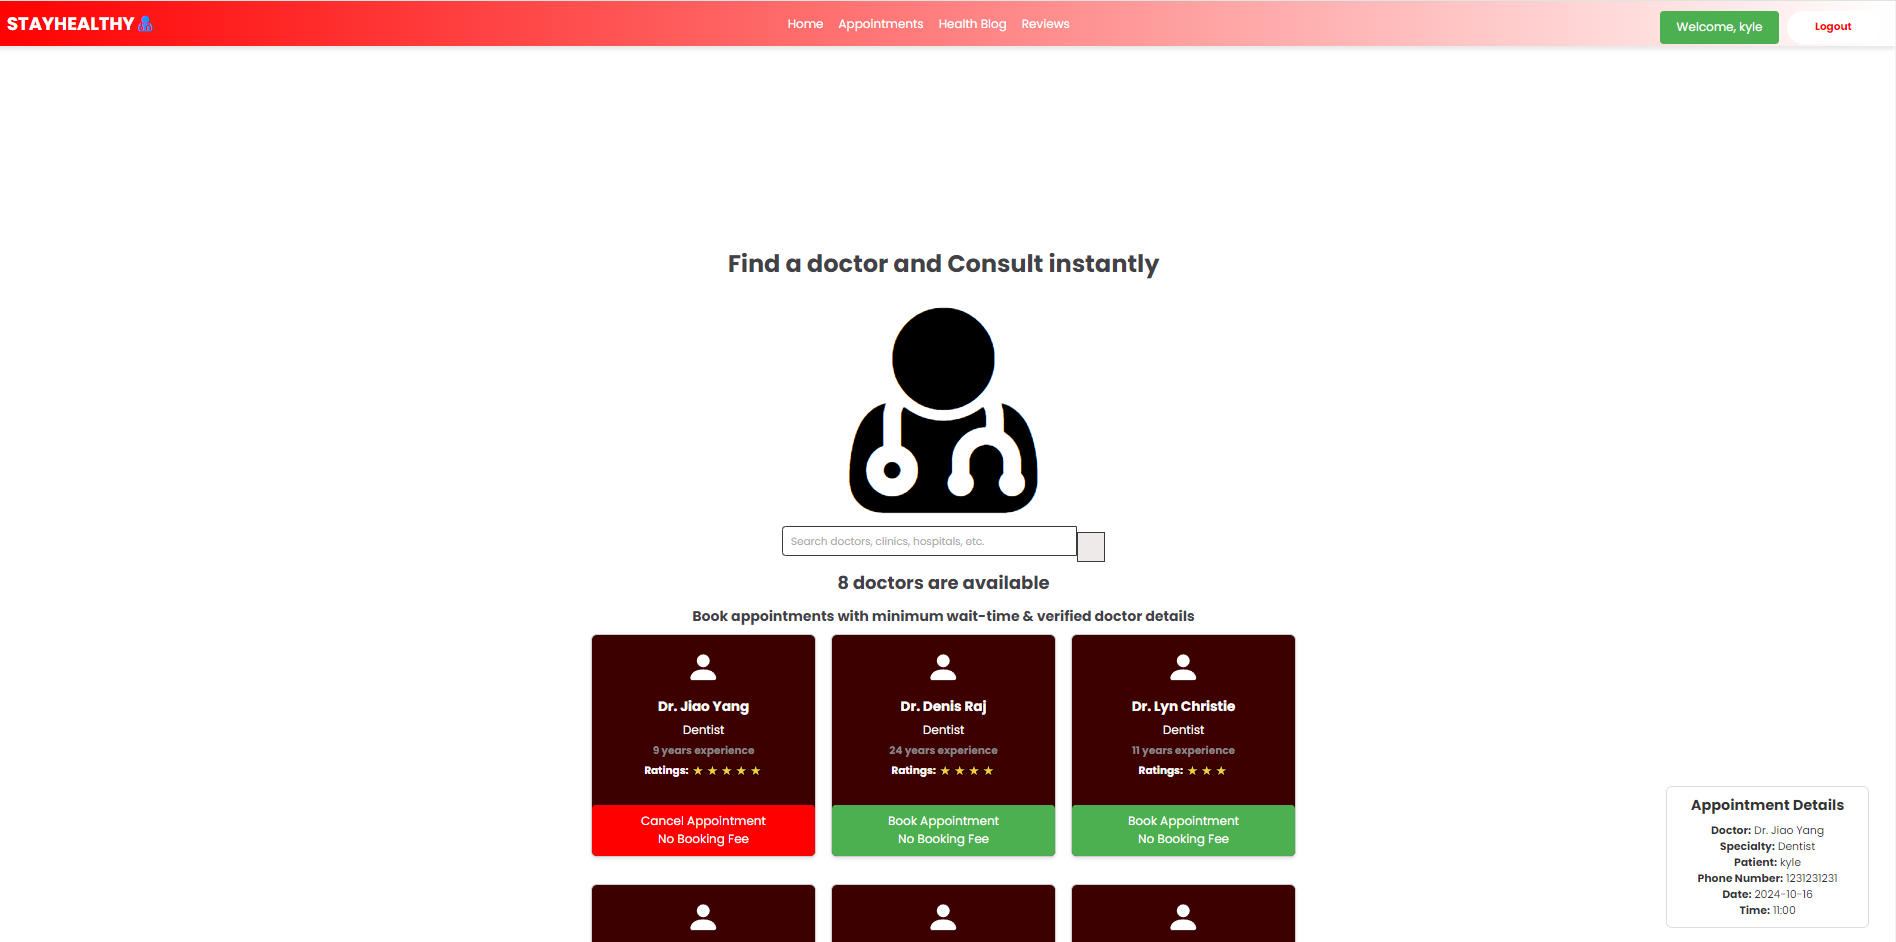 STAYHEALTHY
Home Appointments Health Blog Reviews
Welcome, kyle
Logout
Find a doctor and Consult instantly
Search doctors, clinics, hospitals, etc.
8 doctors are available
Book appointments with minimum wait-time & verified doctor details
Dr. Jiao Yang
Dentist
9 years experience
Ratings: ★ ★ ★ ★ ★
Cancel Appointment
No Booking Fee
Dr. Denis Raj
Dentist
24 years experience
Ratings: ★ ★ ★ ★
Book Appointment
No Booking Fee
Dr. Lyn Christie
Dentist
11 years experience
Ratings: ★ ★ ★
Book Appointment
No Booking Fee
Appointment Details
Doctor: Dr. Jiao Yang
Specialty: Dentist
Patient: kyle
Phone Number: 1231231231
Date: 2024-10-16
Time: 11:00